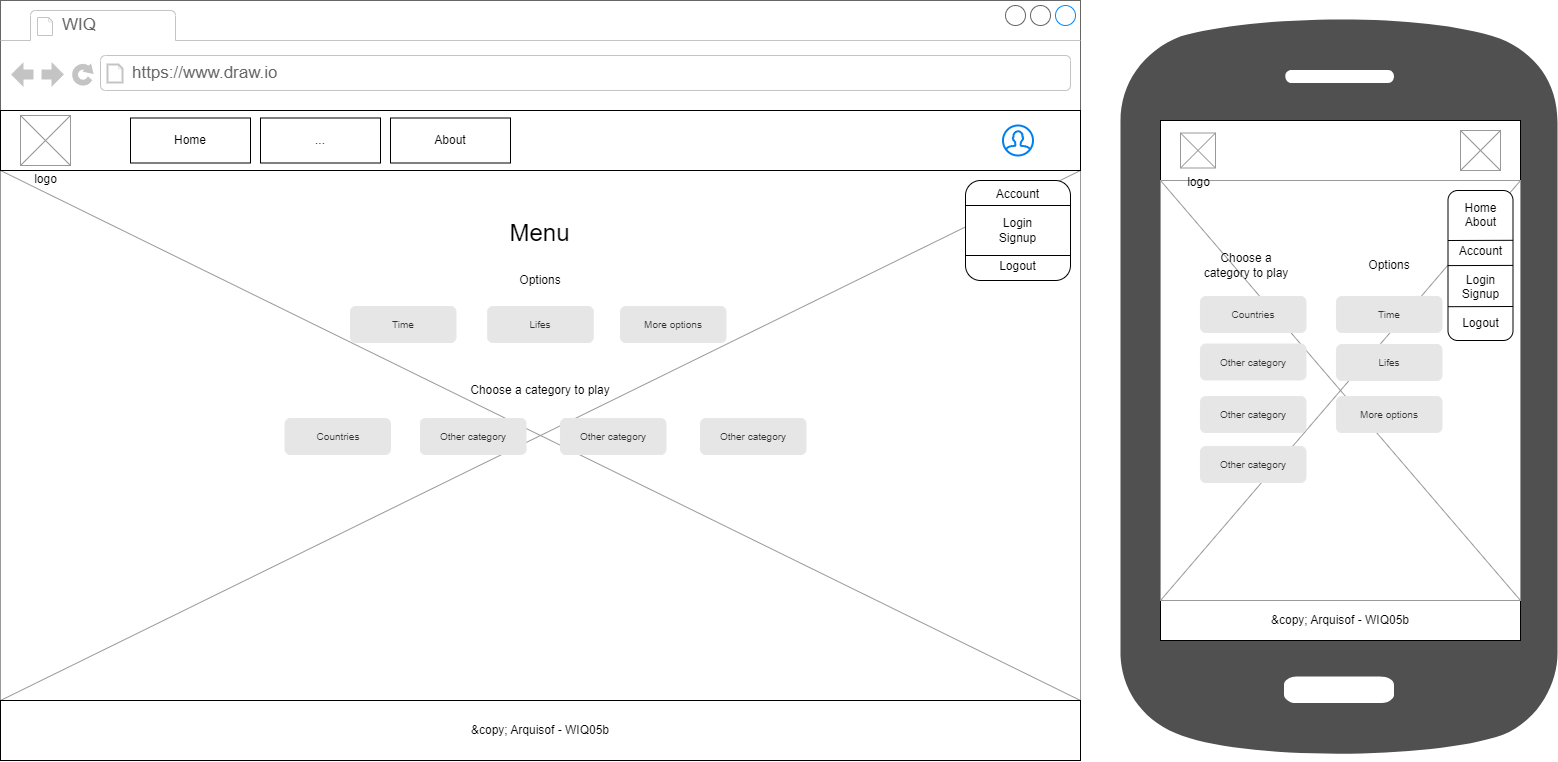 WIQ
https://www.draw.io
Home
...
About
logo
Account
Login
Signup
Logout
Menu
Options
Time
Lifes
More options
Choose a category to play
Countries
Other category
Other category
Other category
&copy; Arquisof - WIQ05b
logo
Home
About
Account
Login
Signup
Logout
Choose a
category to play
Countries
Other category
Other category
Other category
Options
Time
Lifes
More options
&copy; Arquisof - WIQ05b